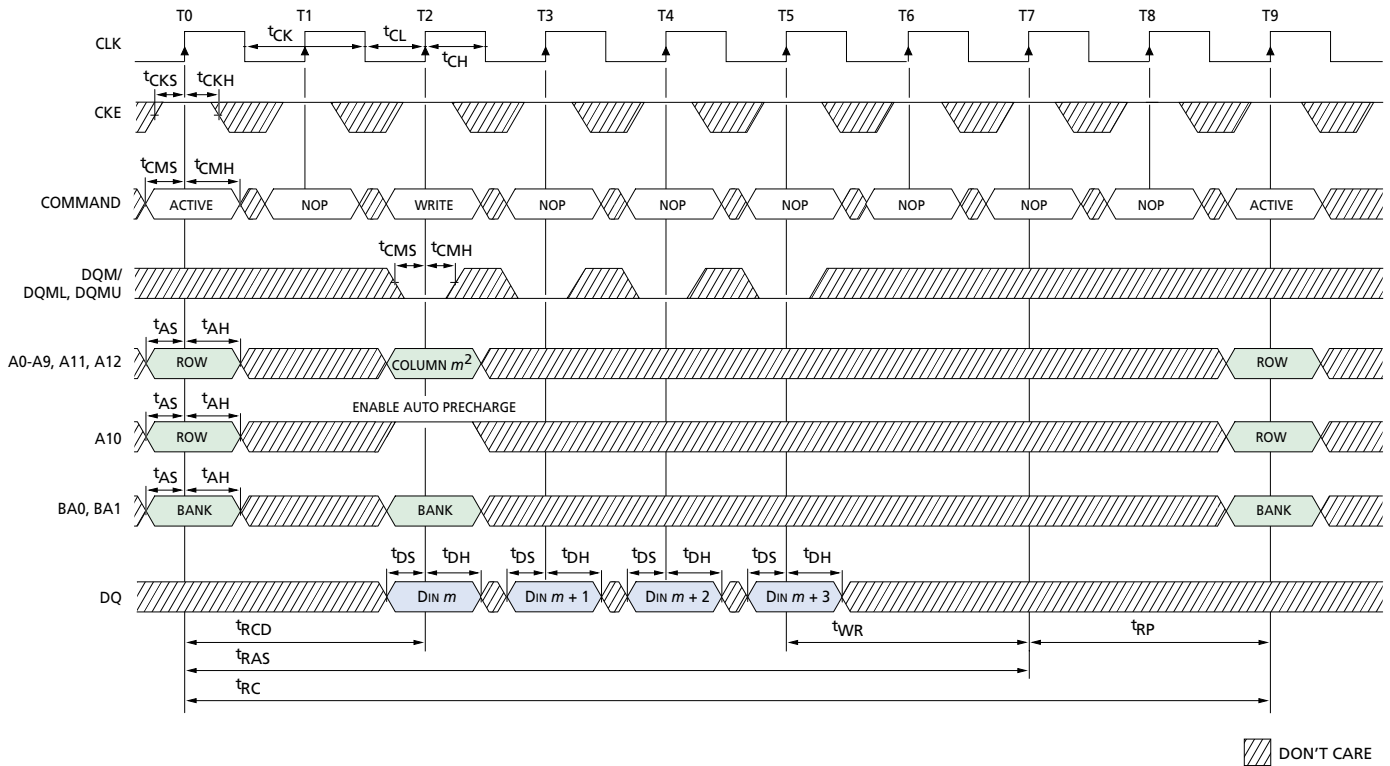 T0 T1 T2 T3 T4 T5 T6 T7 T8 T9
CLK tCK tCL tCH
tCKS tCKH
CKE
tCMS tCMH
COMMAND ACTIVE NOP WRITE NOP NOP NOP NOP NOP NOP ACTIVE
tCMS tCMH
DQM/
DQML, DQMU
tAS tAH
A0-A9, A11, A12 ROW COLUMN m2 ROW
tAS tAH ENABLE AUTO PRECHARGE
A10 ROW ROW
tAS tAH
BA0, BA1 BANK BANK BANK
tDS tDH tDS tDH tDS tDH tDS tDH
DQ DIN m DIN m + 1 DIN m + 2 DIN m + 3
tRCD tWR tRP
tRAS
tRC
DON'T CARE